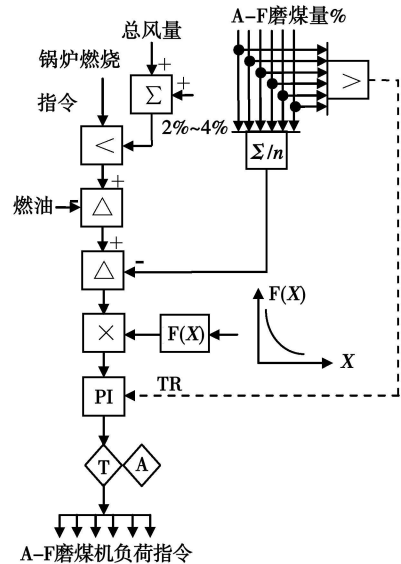 总风量
A-F磨煤量%
锅炉燃烧
指令
+
Σ
+
>
2%~4%
<
Σ/n
+
燃油
-
△
+
△
-
×
F(X)
F(X)
X
PI
TR
T
A
A-F磨煤机负荷指令